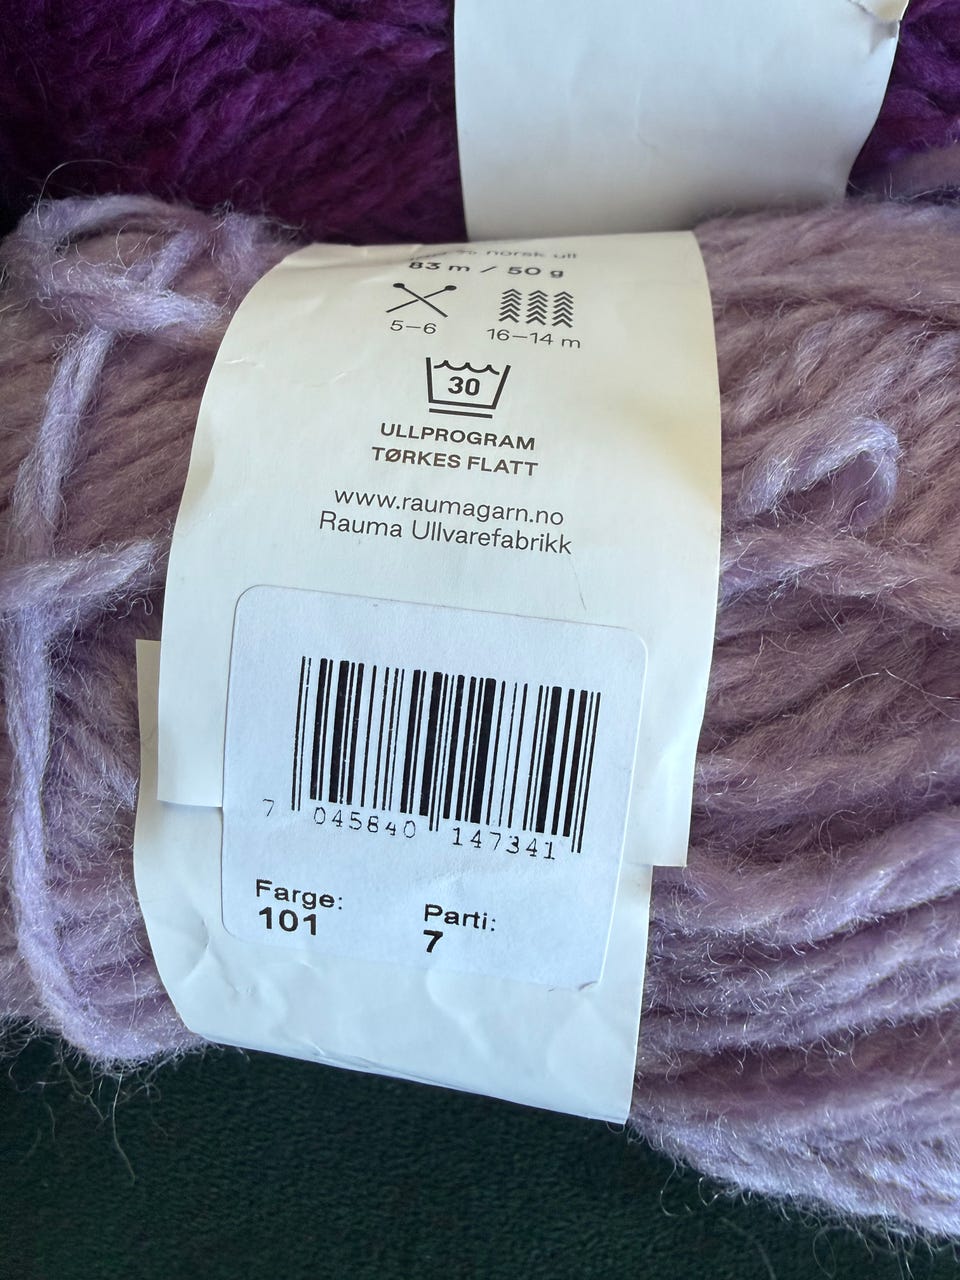 norsk ull
83 m / 50 g
5–6
16–14 m
30
ULLPROGRAM
TØRKES FLATT
www.raumagarn.no
Rauma Ullvarefabrikk
7 045840 147341
Farge:
101
Parti:
7